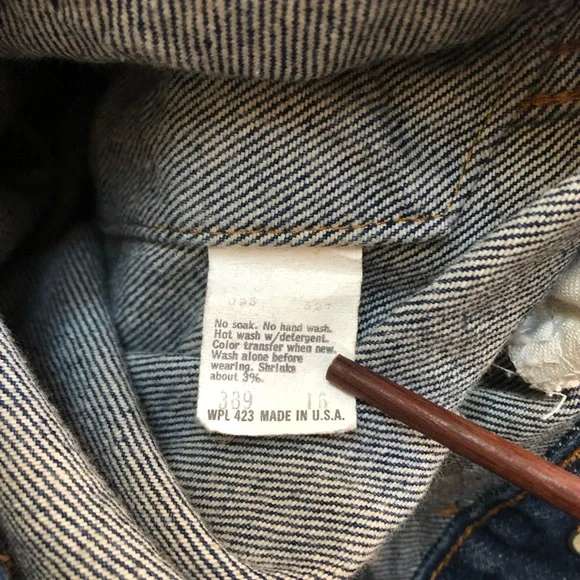 527
No soak. No hand wash.
Hot wash w/detergent.
Color transfer when new.
Wash alone before
wearing. Shrinks
about 3%.
389 16
WPL 423 MADE IN U.S.A.